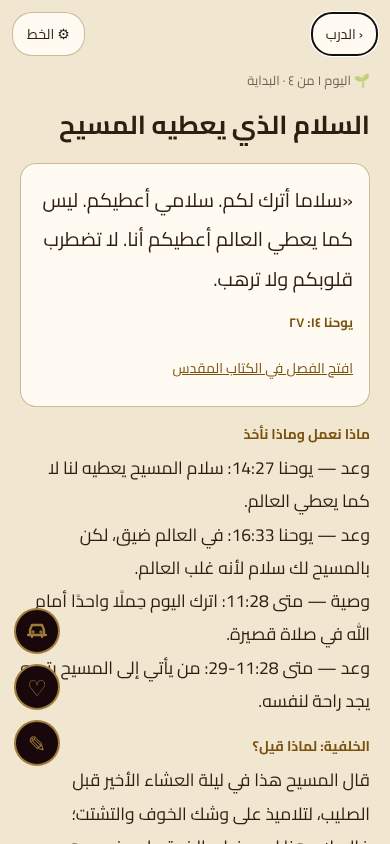 ‹ الدرب
⚙ الخط
🌱 اليوم ١ من ٤ · البداية
السلام الذي يعطيه المسيح
«سلاما أترك لكم. سلامي أعطيكم. ليس
كما يعطي العالم أعطيكم أنا. لا تضطرب
قلوبكم ولا ترهب.
يوحنا ١٤: ٢٧
افتح الفصل في الكتاب المقدس
ماذا نعمل وماذا نأخذ
وعد — يوحنا 14:27: سلام المسيح يعطيه لنا لا
كما يعطي العالم.
وعد — يوحنا 16:33: في العالم ضيق، لكن
بالمسيح لك سلام لأنه غلب العالم.
وصية — متى 11:28: اترك اليوم حملًا واحدًا أمام
الله في صلاة قصيرة.
وعد — متى 11:28-29: من يأتي إلى المسيح
يجد راحة لنفسه.
الخلفية: لماذا قيل؟
قال المسيح هذا في ليلة العشاء الأخير قبل
الصليب، لتلاميذ على وشك الخوف والتشتت؛